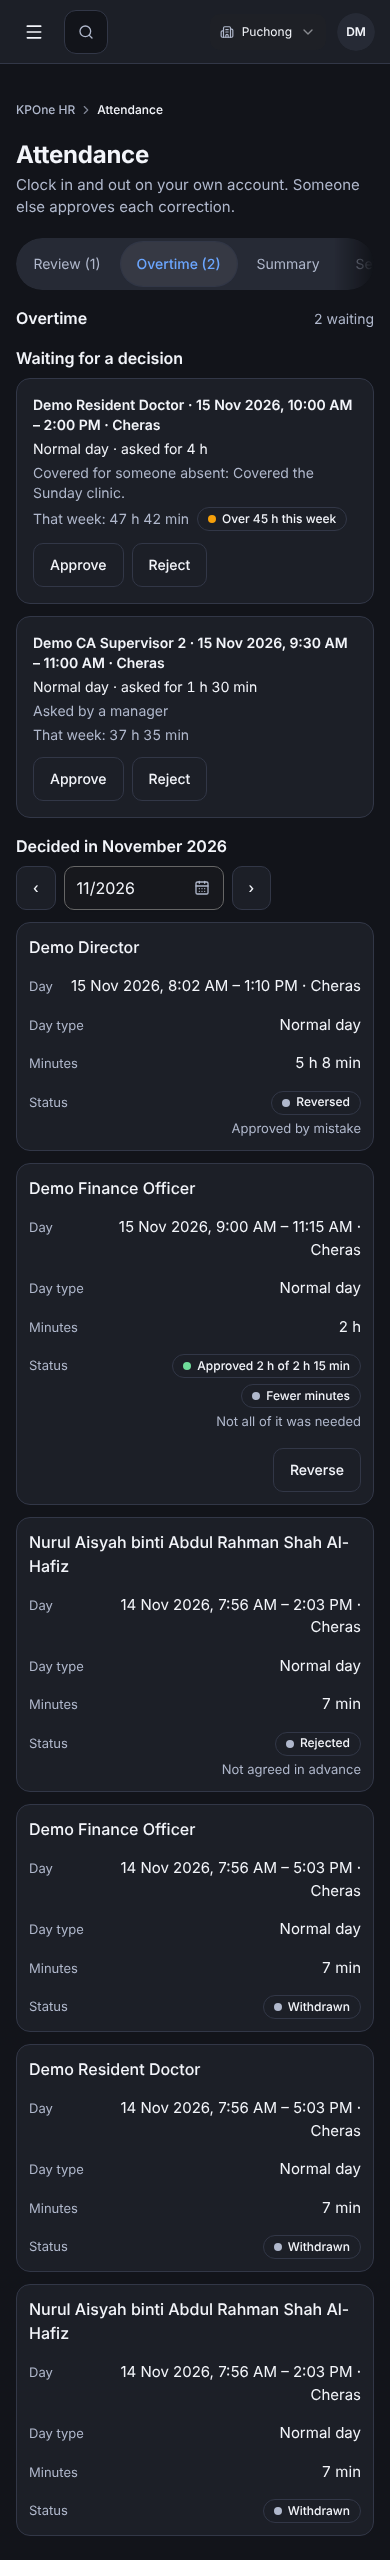 Puchong
DM
KPOne HR > Attendance
Attendance
Clock in and out on your own account. Someone
else approves each correction.
Review (1)
Overtime (2)
Summary
Se
Overtime
2 waiting
Waiting for a decision
Demo Resident Doctor · 15 Nov 2026, 10:00 AM
– 2:00 PM · Cheras
Normal day · asked for 4 h
Covered for someone absent: Covered the
Sunday clinic.
That week: 47 h 42 min
Over 45 h this week
Approve
Reject
Demo CA Supervisor 2 · 15 Nov 2026, 9:30 AM
– 11:00 AM · Cheras
Normal day · asked for 1 h 30 min
Asked by a manager
That week: 37 h 35 min
Approve
Reject
Decided in November 2026
‹
11/2026
›
Demo Director
Day
15 Nov 2026, 8:02 AM – 1:10 PM · Cheras
Day type
Normal day
Minutes
5 h 8 min
Status
Reversed
Approved by mistake
Demo Finance Officer
Day
15 Nov 2026, 9:00 AM – 11:15 AM ·
Cheras
Day type
Normal day
Minutes
2 h
Status
Approved 2 h of 2 h 15 min
Fewer minutes
Not all of it was needed
Reverse
Nurul Aisyah binti Abdul Rahman Shah Al-
Hafiz
Day
14 Nov 2026, 7:56 AM – 2:03 PM ·
Cheras
Day type
Normal day
Minutes
7 min
Status
Rejected
Not agreed in advance
Demo Finance Officer
Day
14 Nov 2026, 7:56 AM – 5:03 PM ·
Cheras
Day type
Normal day
Minutes
7 min
Status
Withdrawn
Demo Resident Doctor
Day
14 Nov 2026, 7:56 AM – 5:03 PM ·
Cheras
Day type
Normal day
Minutes
7 min
Status
Withdrawn
Nurul Aisyah binti Abdul Rahman Shah Al-
Hafiz
Day
14 Nov 2026, 7:56 AM – 2:03 PM ·
Cheras
Day type
Normal day
Minutes
7 min
Status
Withdrawn